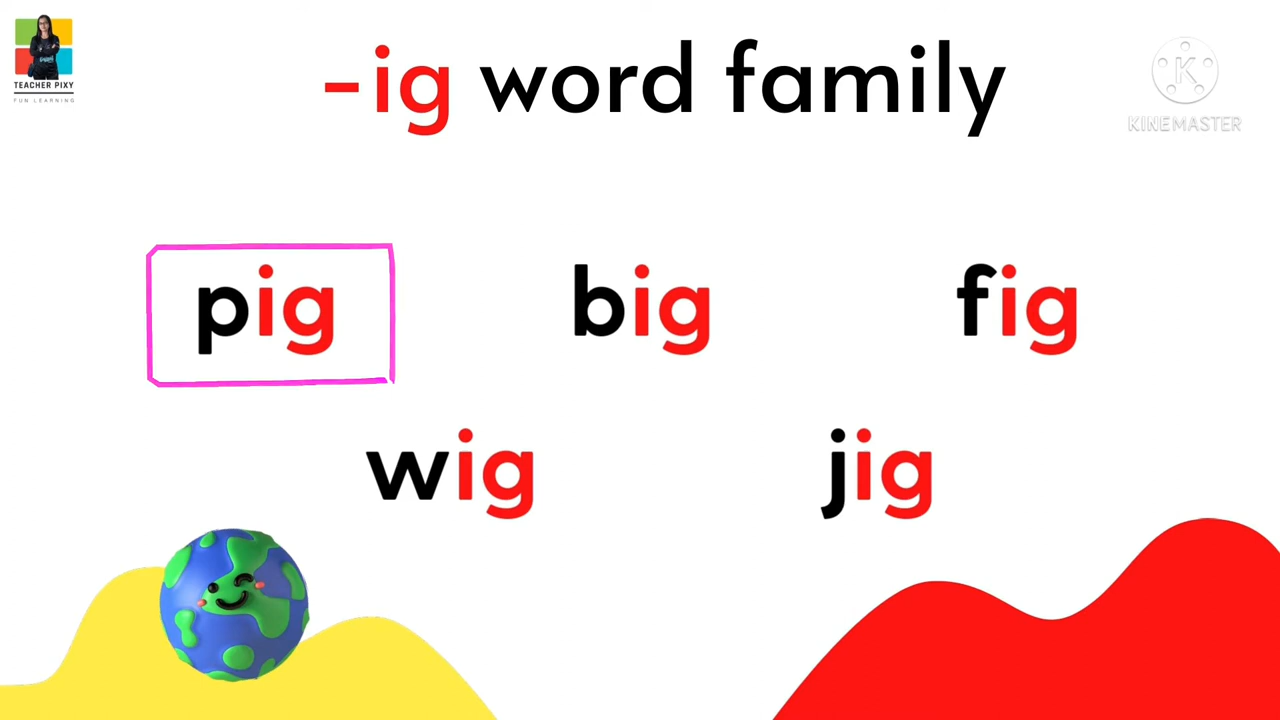 TEACHER PIXY
FUN LEARNING
-ig word family
K
KINEMASTER
pig big fig
wig jig